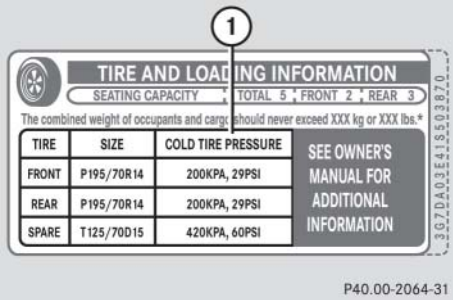 1
TIRE AND LOADING INFORMATION
SEATING CAPACITY TOTAL 5 FRONT 2 REAR 3
The combined weight of occupants and cargo should never exceed XXX kg or XXX lbs.*
TIRE SIZE COLD TIRE PRESSURE
FRONT P195/70R14 200KPA, 29PSI
REAR P195/70R14 200KPA, 29PSI
SPARE T125/70D15 420KPA, 60PSI
SEE OWNER'S
MANUAL FOR
ADDITIONAL
INFORMATION
3G7DA03E41S503870
P40.00-2064-31